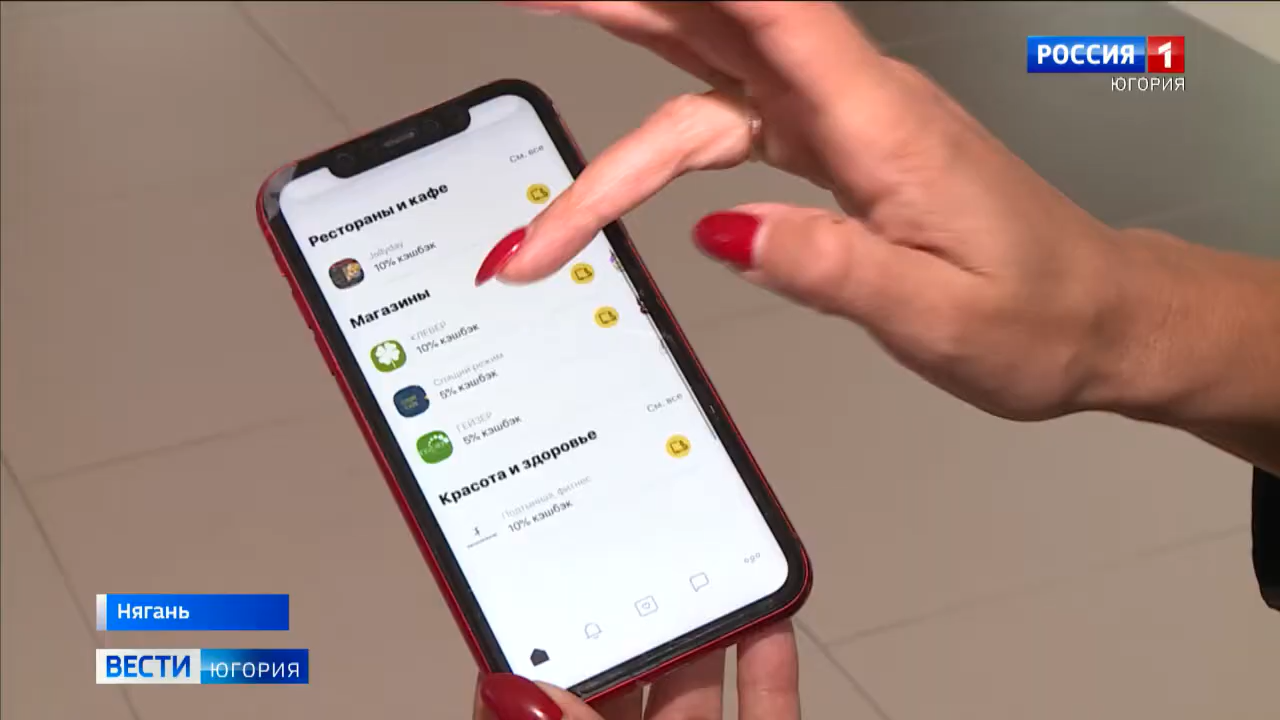 РОССИЯ 1
ЮГОРИЯ
См. все
Рестораны и кафе
Jollyday
10% кэшбэк
Магазины
КЛЕВЕР
10% кэшбэк
Спящий режим
5% кэшбэк
ГЕЙЗЕР
5% кэшбэк
См. все
Красота и здоровье
фитнес
10% кэшбэк
Нягань
ВЕСТИ ЮГОРИЯ